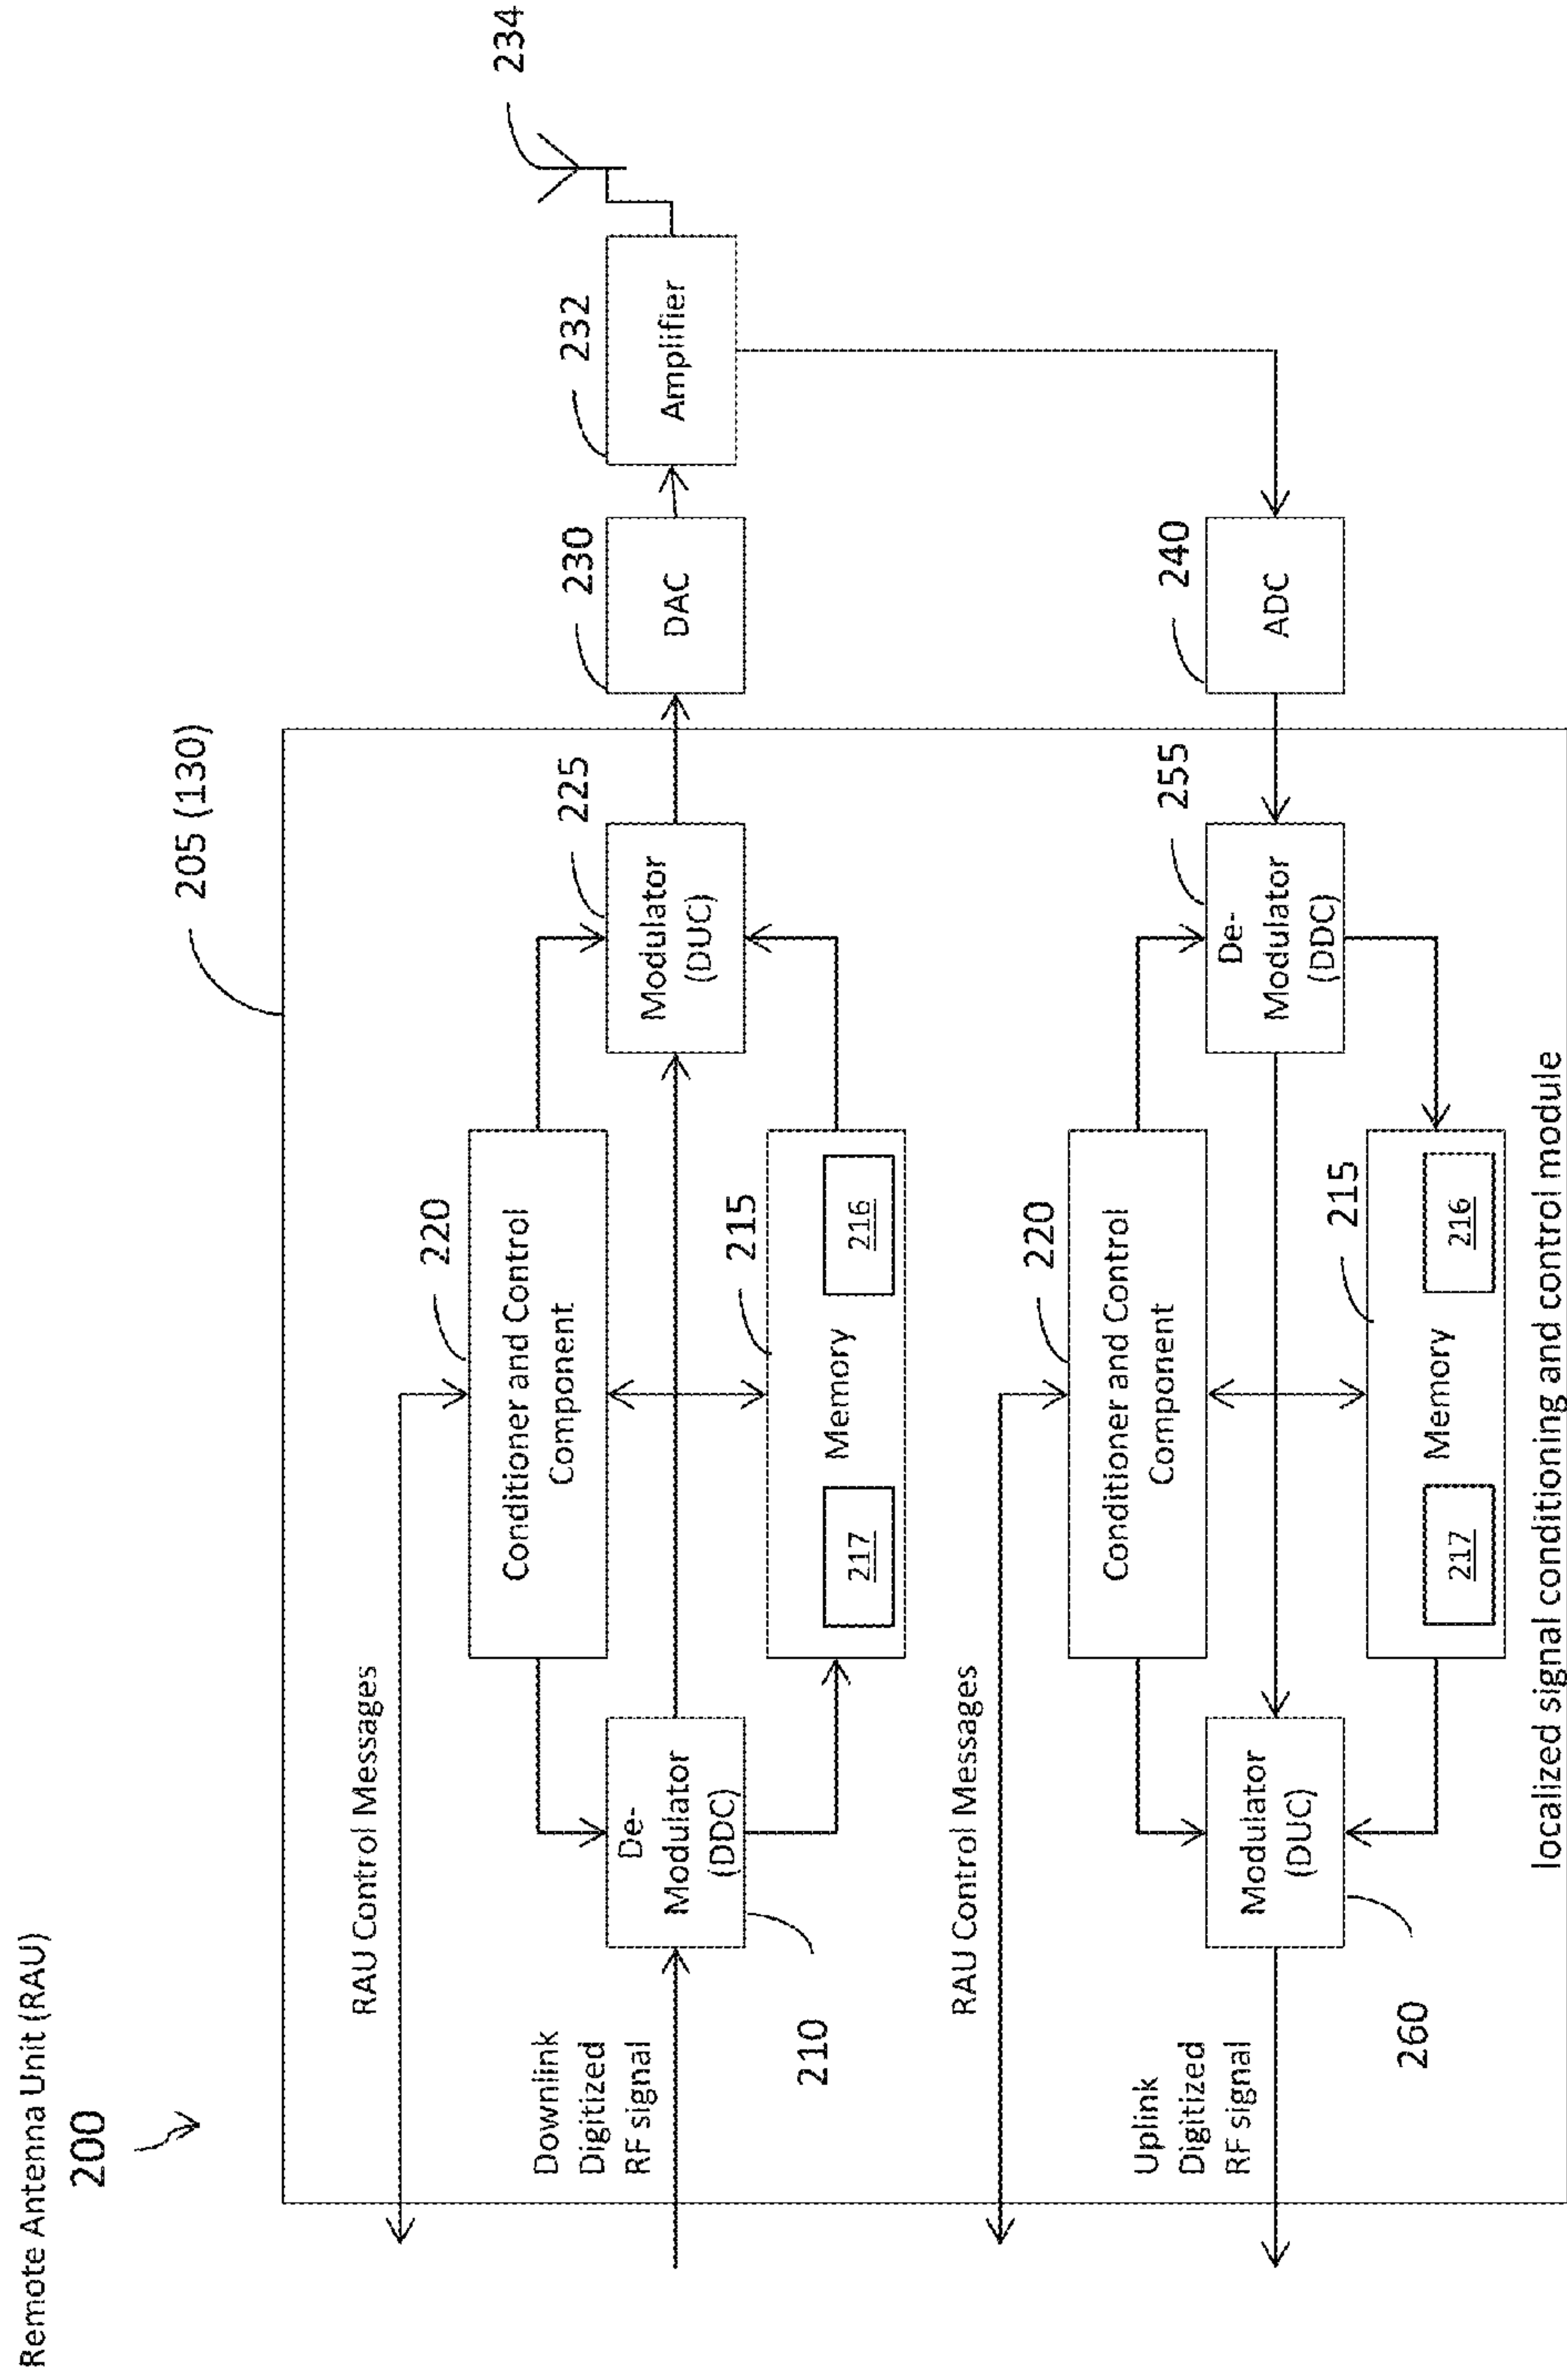 Remote Antenna Unit (RAU)
200
205 (130)
234
RAU Control Messages
220
Conditioner and Control
Component
Downlink
Digitized
RF signal
De-
Modulator
(DDC)
210
225
Modulator
(DUC)
230
DAC
232
Amplifier
215
Memory
217
216
RAU Control Messages
220
Conditioner and Control
Component
Uplink
Digitized
RF signal
Modulator
(DUC)
260
255
De-
Modulator
(DDC)
240
ADC
215
Memory
217
216
localized signal conditioning and control module